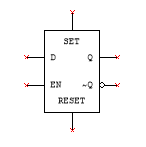 SET
D Q
EN ~Q
RESET